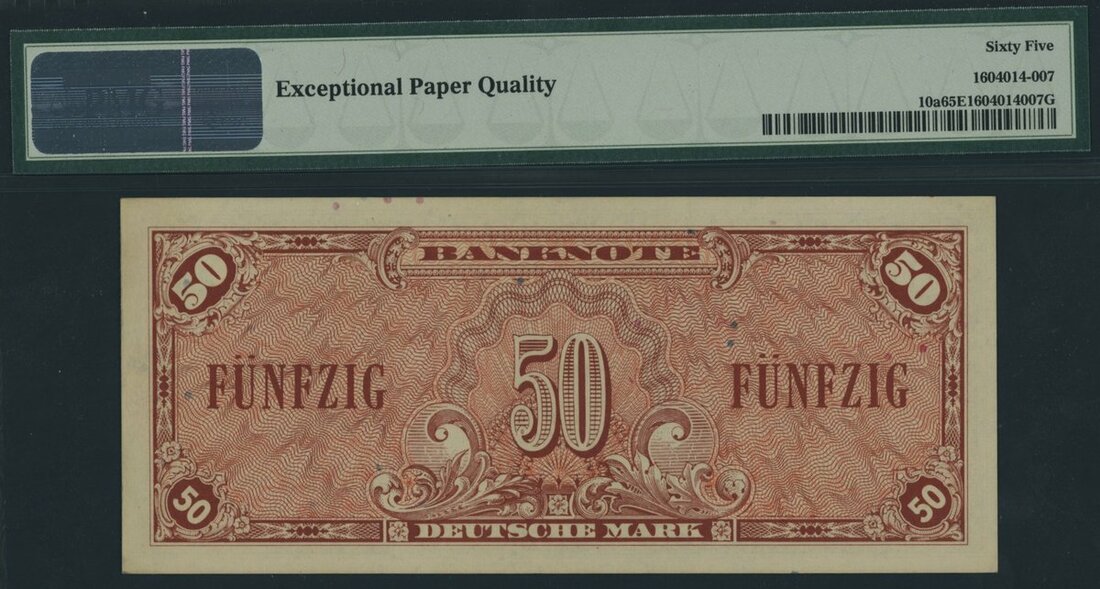 Exceptional Paper Quality
Sixty Five
1604014-007
10a65E1604014007G
50
BANKNOTE
50
FÜNFZIG
50
FÜNFZIG
50
DEUTSCHE MARK
50